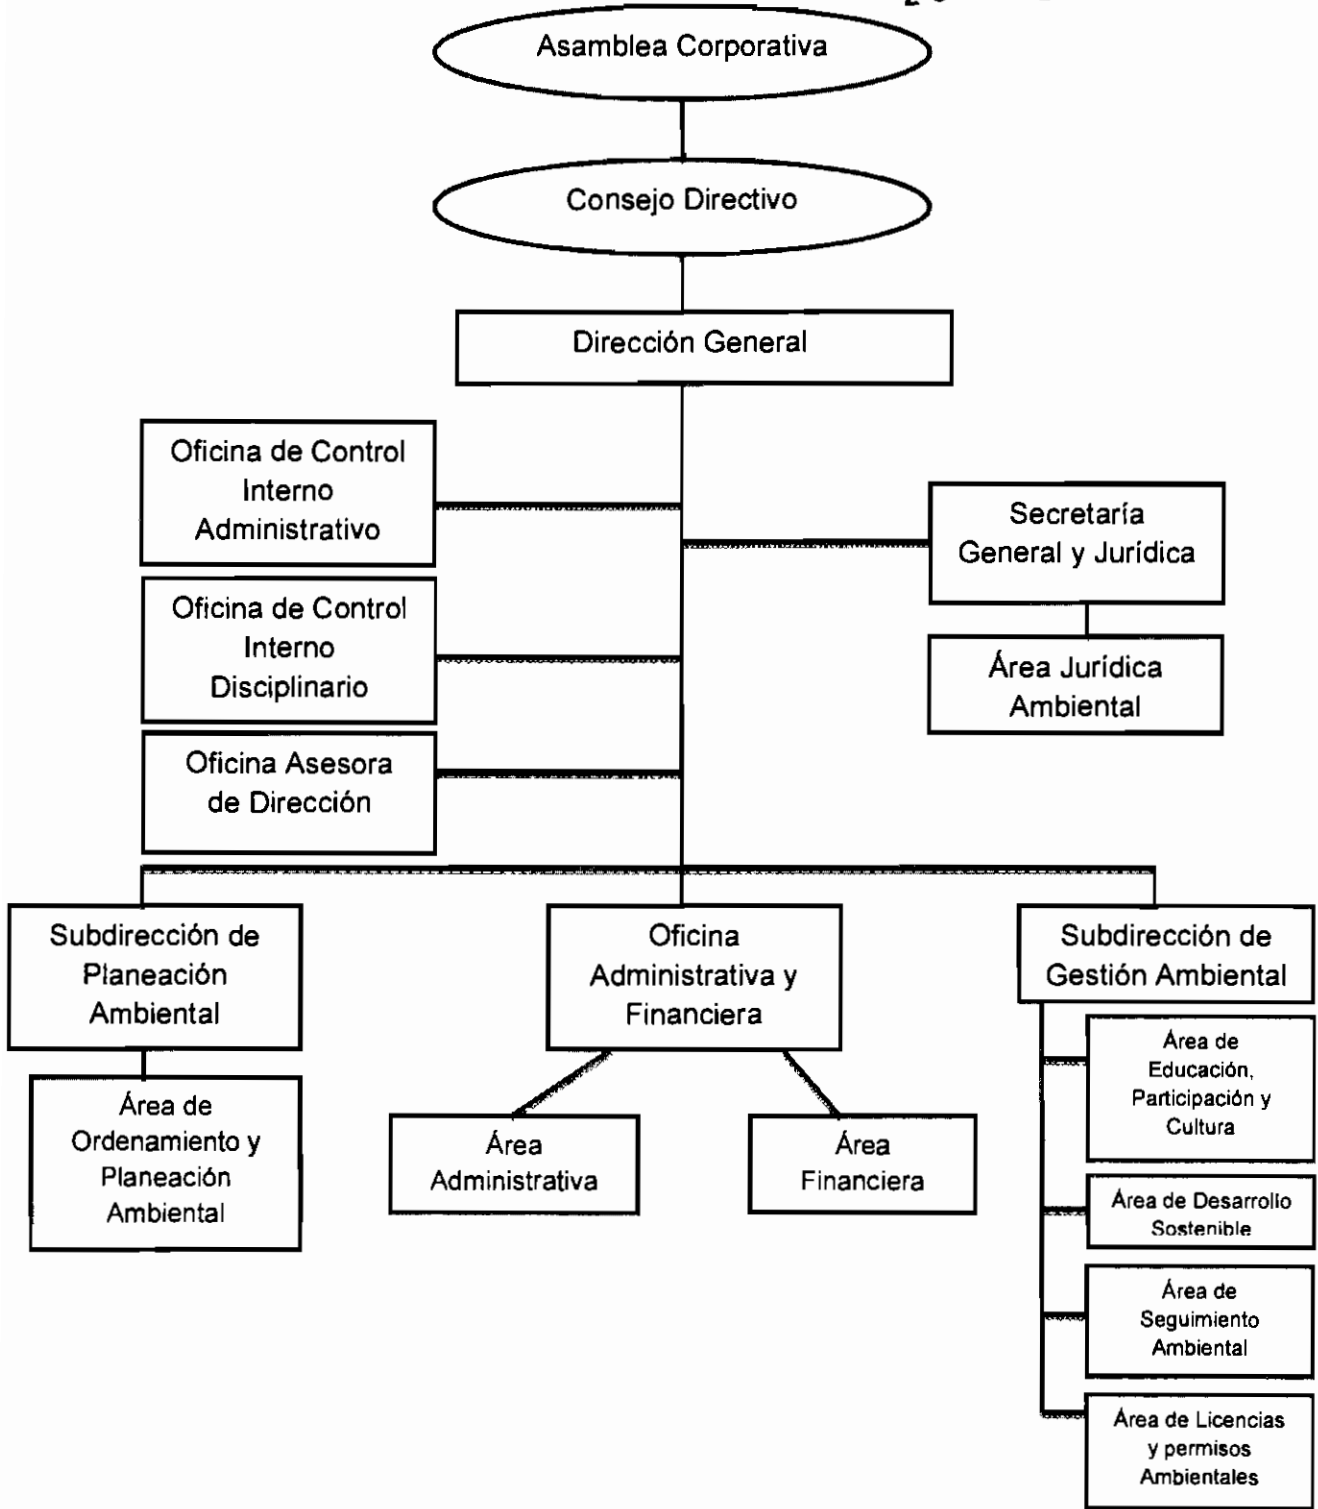 Asamblea Corporativa
Consejo Directivo
Dirección General
Oficina de Control
Interno
Administrativo
Secretaría
General y Jurídica
Oficina de Control
Interno
Disciplinario
Área Jurídica
Ambiental
Oficina Asesora
de Dirección
Subdirección de
Planeación
Ambiental
Oficina
Administrativa y
Financiera
Subdirección de
Gestión Ambiental
Área de
Ordenamiento y
Planeación
Ambiental
Área
Administrativa
Área
Financiera
Área de
Educación,
Participación y
Cultura
Área de Desarrollo
Sostenible
Área de
Seguimiento
Ambiental
Área de Licencias
y permisos
Ambientales